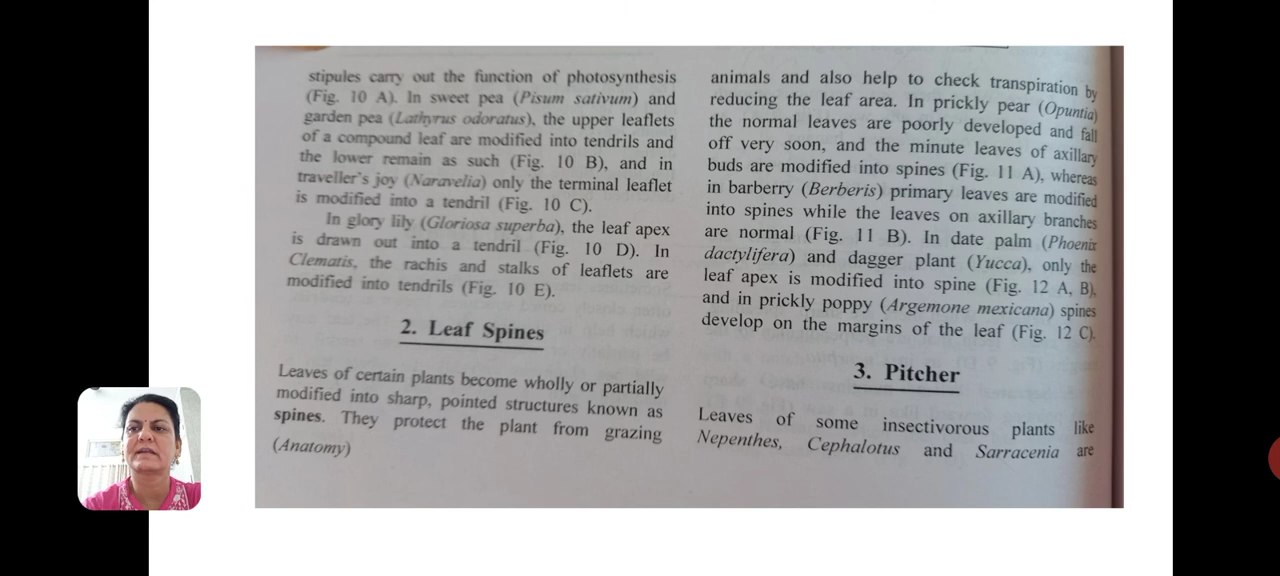 stipules carry out the function of photosynthesis
(Fig. 10 A). In sweet pea (Pisum sativum) and
garden pea (Lathyrus odoratus), the upper leaflets
of a compound leaf are modified into tendrils and
the lower remain as such (Fig. 10 B), and in
traveller's joy (Naravelia) only the terminal leaflet
is modified into a tendril (Fig. 10 C).
In glory lily (Gloriosa superba), the leaf apex
is drawn out into a tendril (Fig. 10 D). In
Clematis, the rachis and stalks of leaflets are
modified into tendrils (Fig. 10 E).
2. Leaf Spines
Leaves of certain plants become wholly or partially
modified into sharp, pointed structures known as
spines. They protect the plant from grazing
(Anatomy)
animals and also help to check transpiration by
reducing the leaf area. In prickly pear (Opuntia)
the normal leaves are poorly developed and fall
off very soon, and the minute leaves of axillary
buds are modified into spines (Fig. 11 A), whereas
in barberry (Berberis) primary leaves are modified
into spines while the leaves on axillary branches
are normal (Fig. 11 B). In date palm (Phoenix
dactylifera) and dagger plant (Yucca), only the
leaf apex is modified into spine (Fig. 12 A, B),
and in prickly poppy (Argemone mexicana) spines
develop on the margins of the leaf (Fig. 12 C).
3. Pitcher
Leaves of some insectivorous plants like
Nepenthes, Cephalotus and Sarracenia are